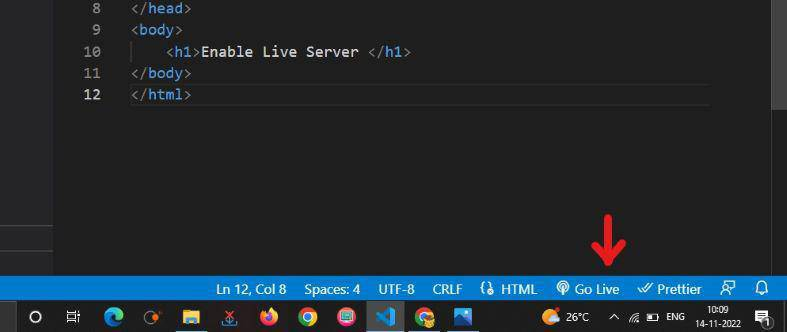 8 </head>
9 <body>
10 <h1>Enable Live Server </h1>
11 </body>
12 </html>
Ln 12, Col 8 Spaces: 4 UTF-8 CRLF HTML Go Live Prettier
26°C ENG 10:09
14-11-2022 1